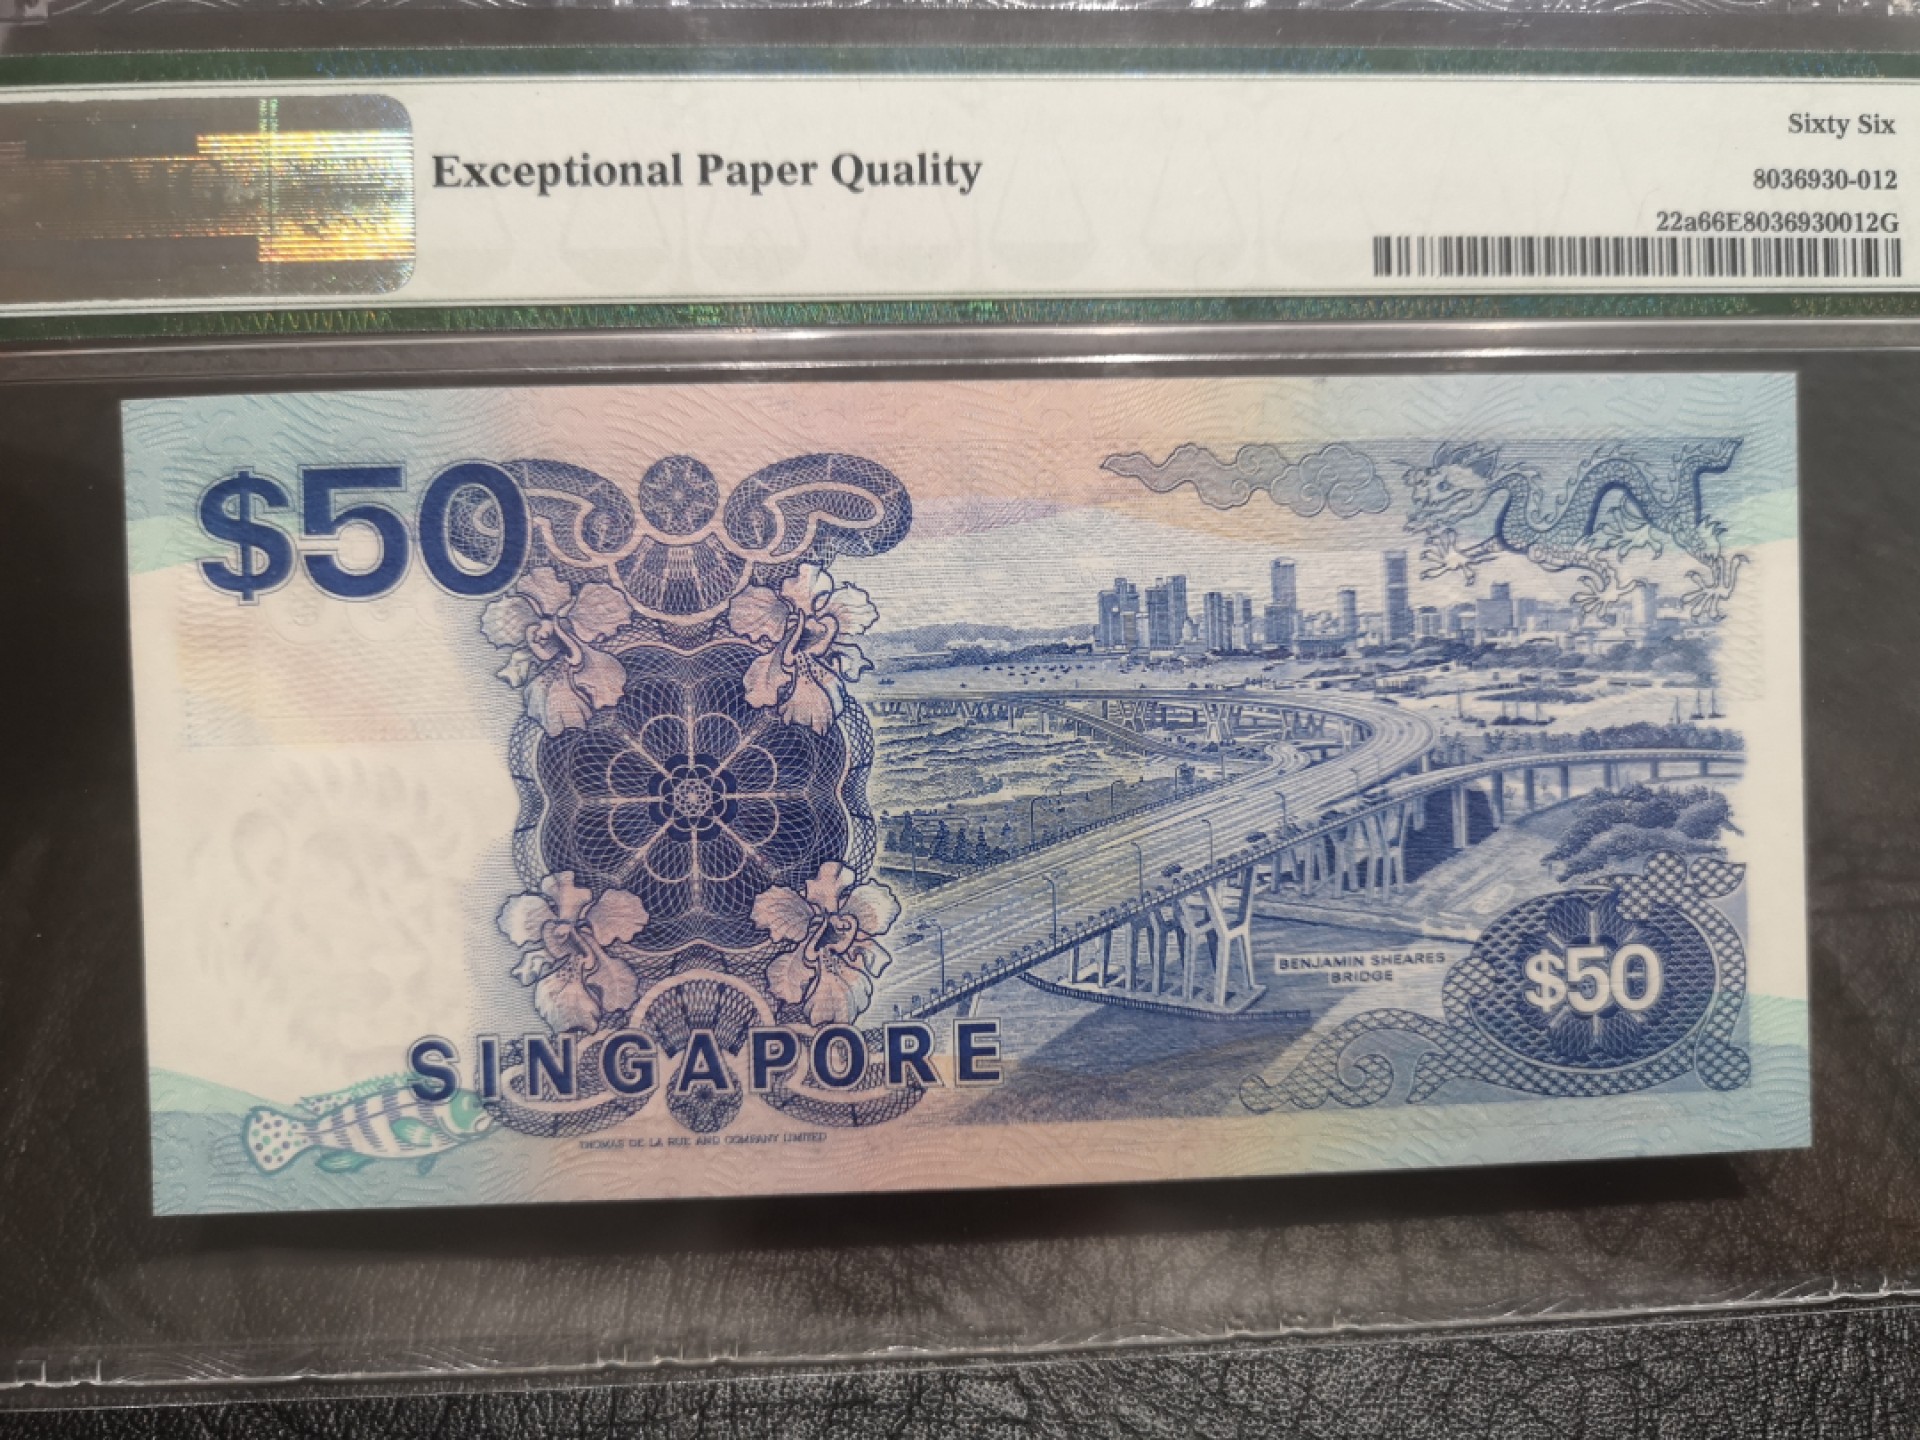 Exceptional Paper Quality
Sixty Six
8036930-012
22a66E8036930012G
$50
BENJAMIN SHEARES
BRIDGE
$50
SINGAPORE
THOMAS DE LA RUE AND COMPANY LIMITED